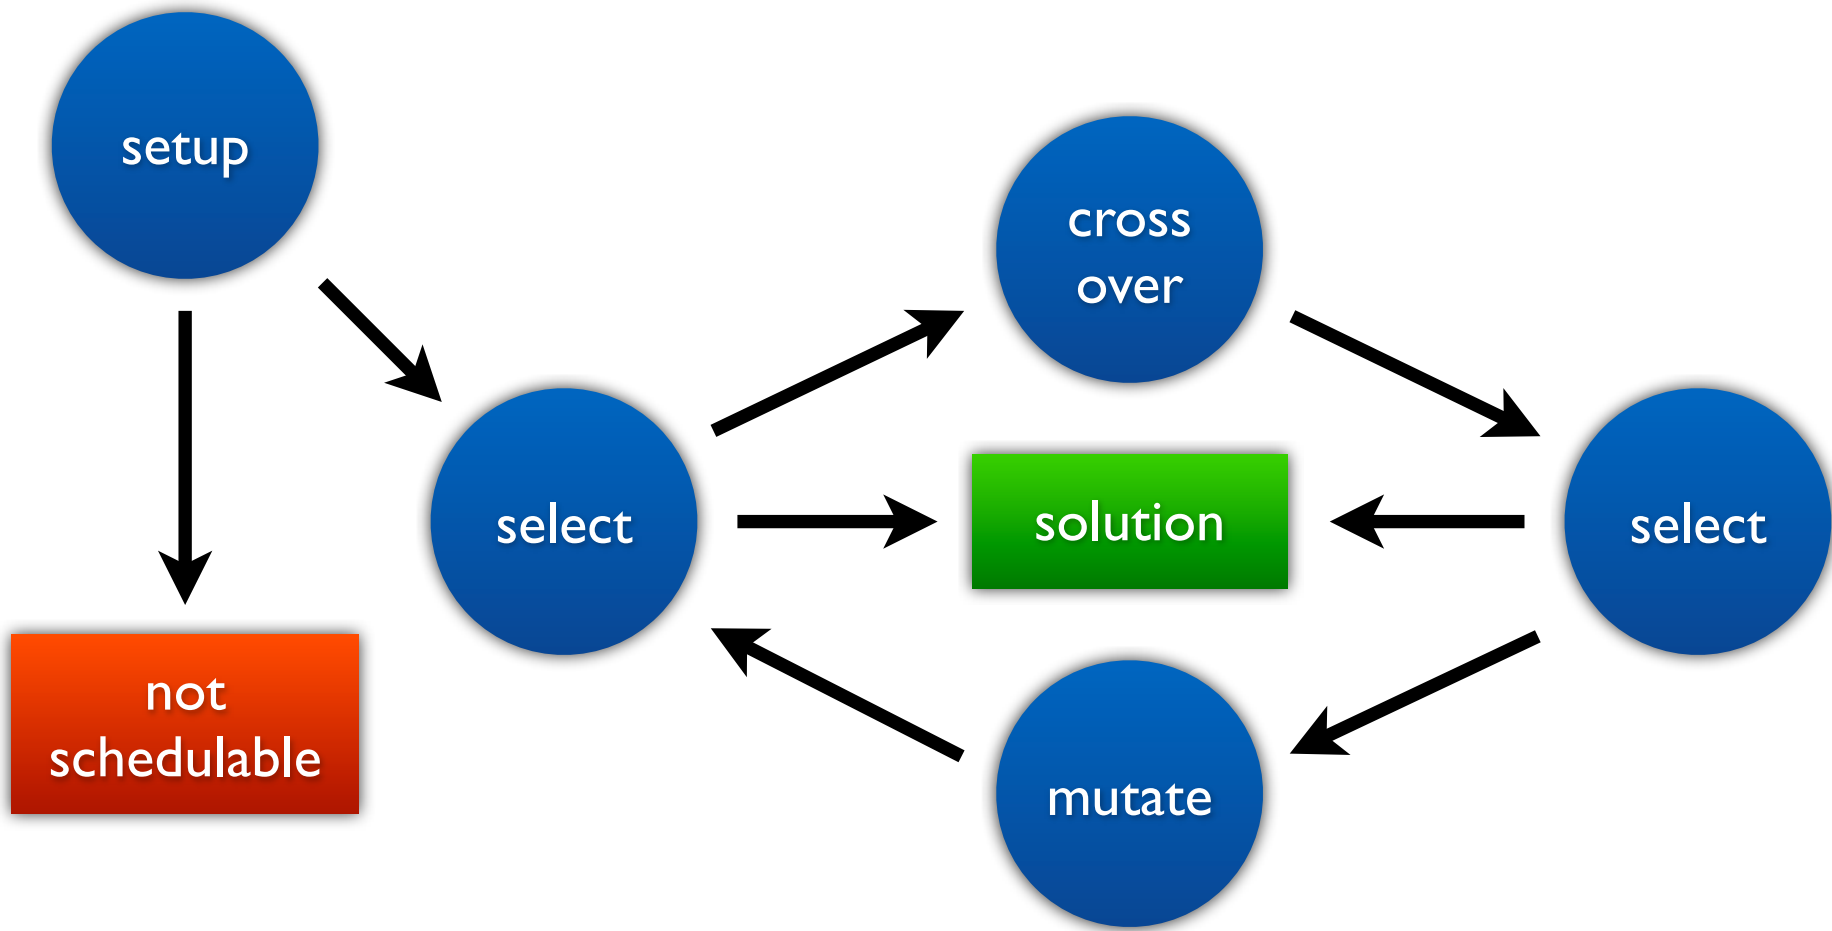 setup
cross
over
select
solution
select
not
schedulable
mutate